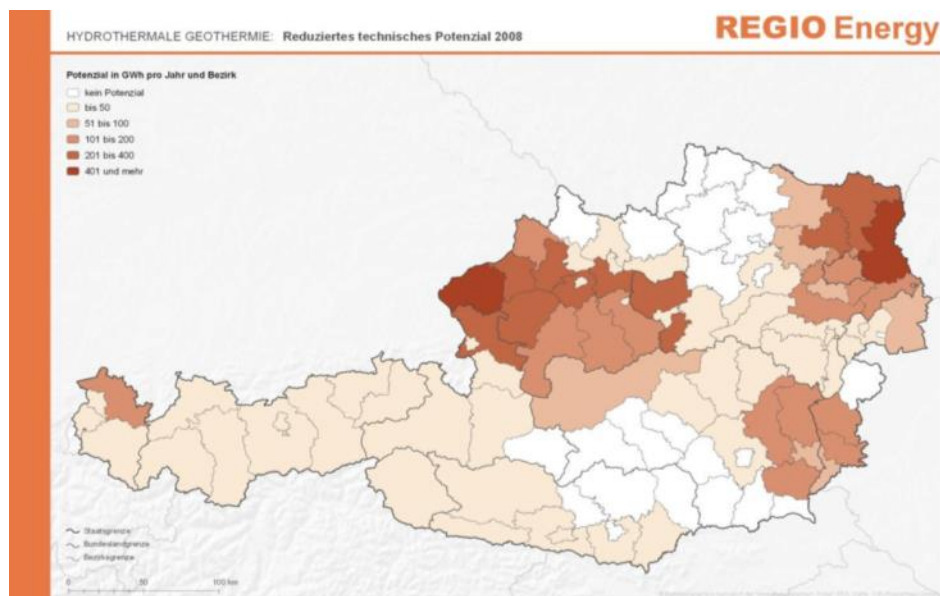 HYDROTHERMALE GEOTHERMIE: Reduziertes technisches Potenzial 2008
REGIO Energy
Potenzial in GWh pro Jahr und Bezirk
kein Potenzial
bis 50
51 bis 100
101 bis 200
201 bis 400
401 und mehr
Staatsgrenze
Bundeslandgrenze
Bezirksgrenze
0 50 100 km